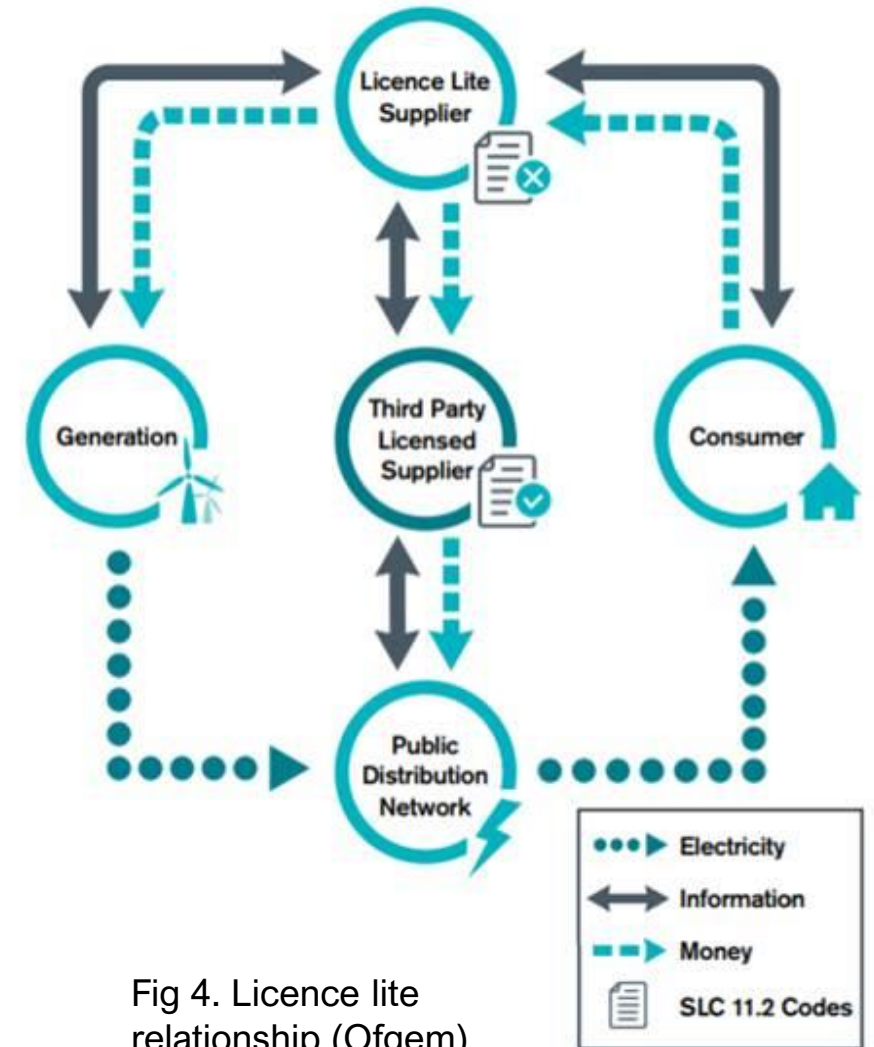 Licence Lite
Supplier
Generation
Third Party
Licensed
Supplier
Consumer
Public
Distribution
Network
Electricity
Information
Money
SLC 11.2 Codes
Fig 4. Licence lite
relationship (Ofgem)